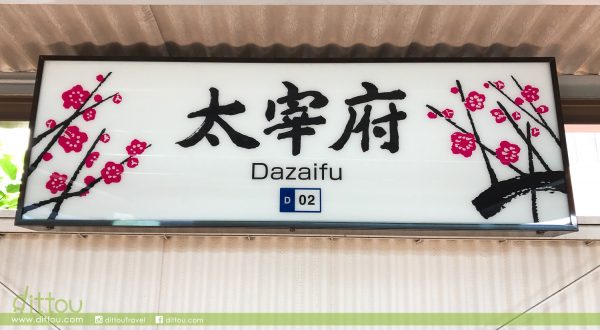 太宰府
Dazaifu
D 02
dittou
www.dittou.com dittoutravel | dittou.com